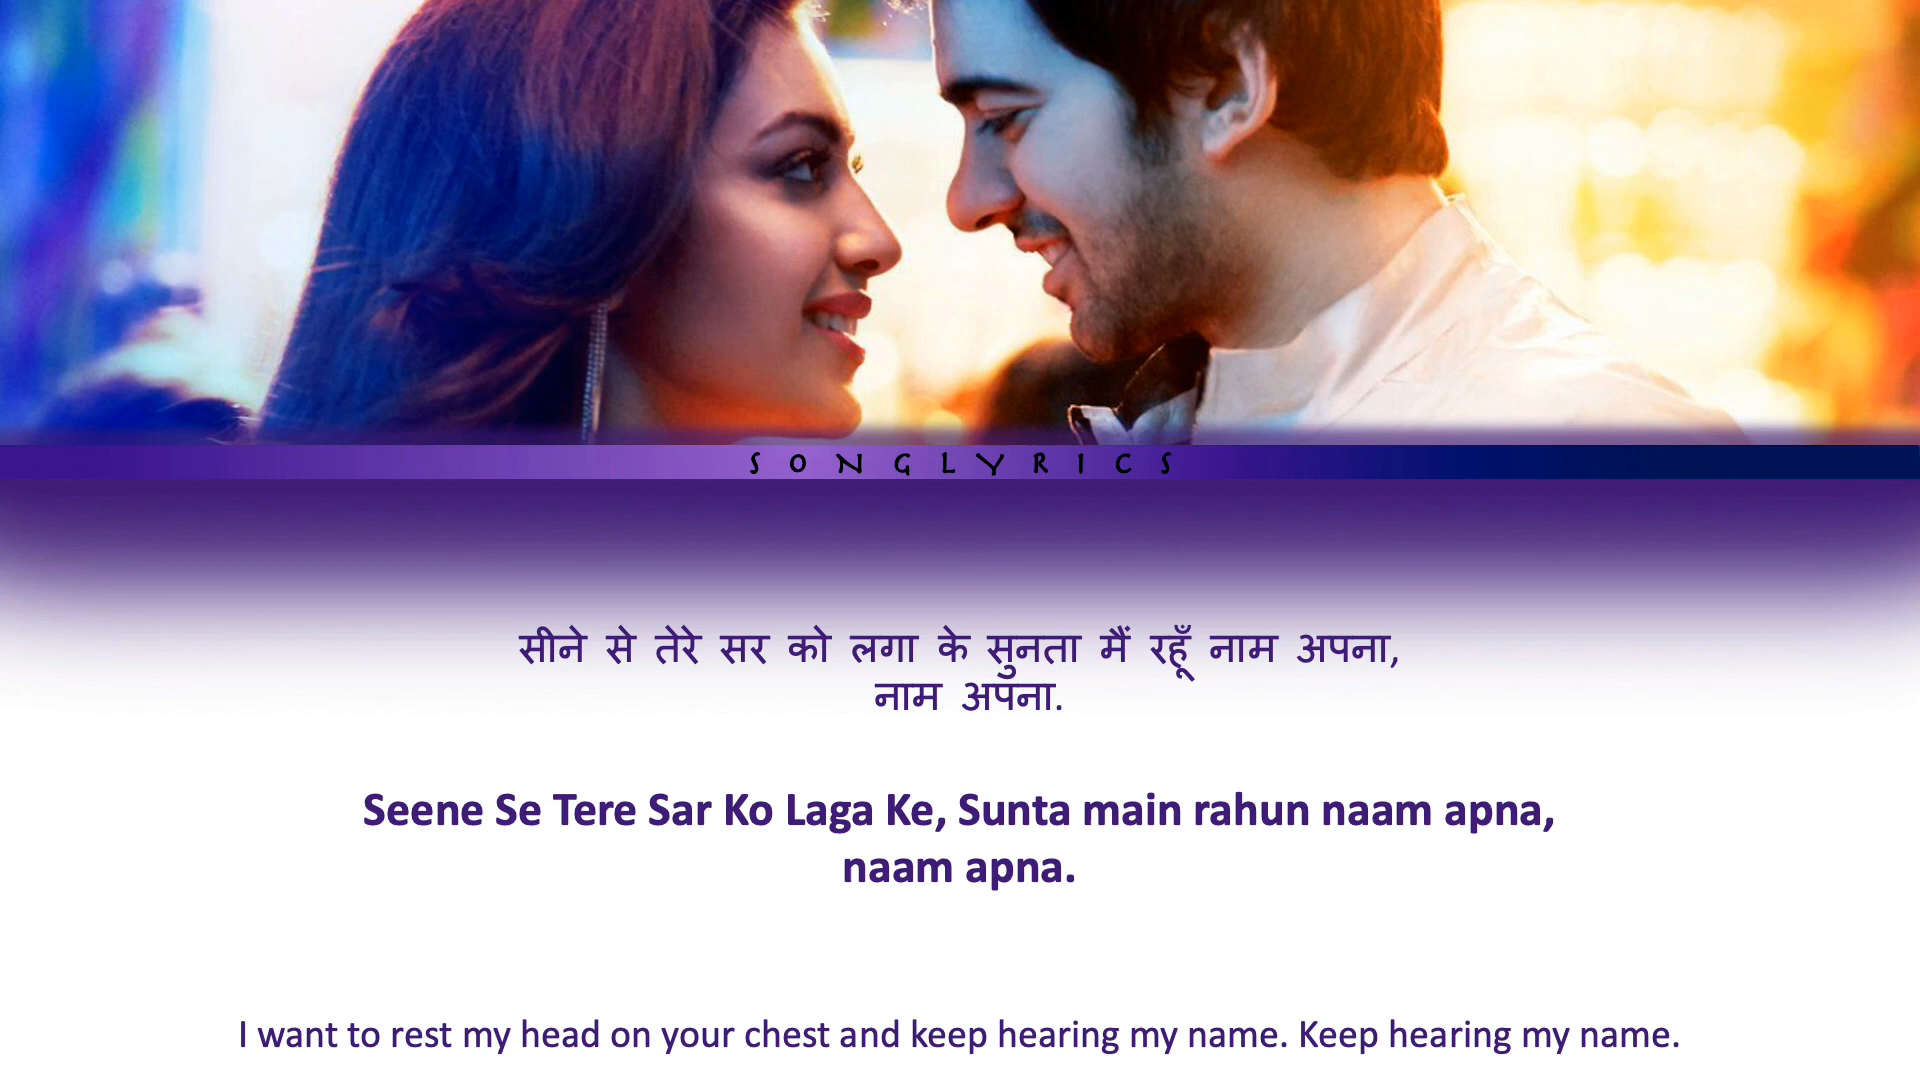 SONGLYRICS
सीने से तेरे सर को लगा के सुनता मैं रहूँ नाम अपना,
नाम अपना.
Seene Se Tere Sar Ko Laga Ke, Sunta main rahun naam apna,
naam apna.
I want to rest my head on your chest and keep hearing my name. Keep hearing my name.